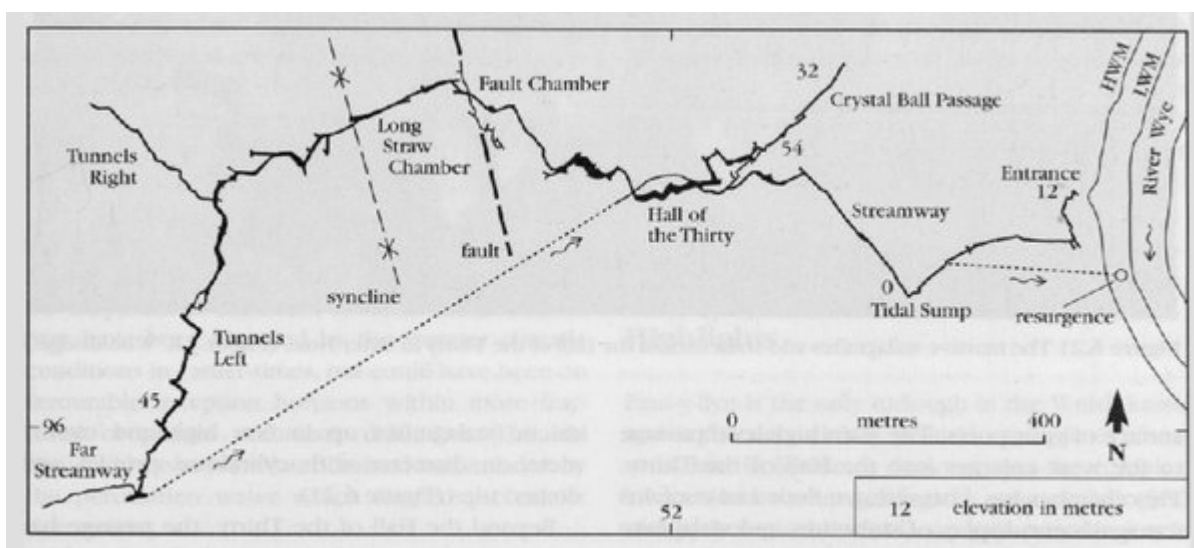 HWM
LWM
River Wye
Fault Chamber
32
Crystal Ball Passage
Long
Straw
Chamber
Tunnels
Right
54
Entrance
12
Hall of
the Thirty
Streamway
fault
syncline
0
Tidal Sump
resurgence
Tunnels
Left
45
96
Far
Streamway
0 metres 100
N
52
12 elevation in metres